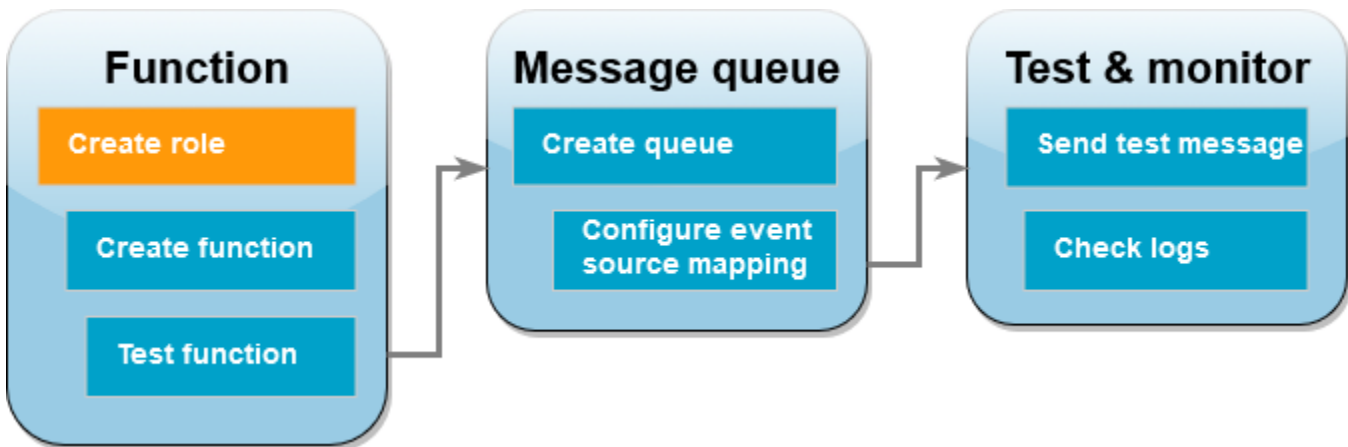 Function
Create role
Create function
Test function
Message queue
Create queue
Configure event
source mapping
Test & monitor
Send test message
Check logs